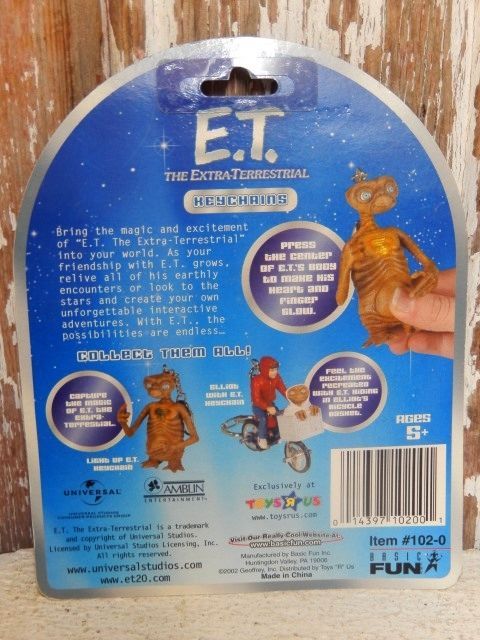 E.T.
THE EXTRA-TERRESTRIAL
KEYCHAINS
Bring the magic and excitement
of "E.T. The Extra-Terrestrial"
into your world. As your
friendship with E.T. grows,
relive all of his earthly
encounters or look to the
stars and create your own
unforgettable interactive
adventures. With E.T., the
possibilities are endless…
PRESS
THE CENTER
OF E.T.'S BODY
TO MAKE HIS
HEART AND
FINGER
GLOW.
COLLECT THEM ALL!
CAPTURE
THE MAGIC
OF E.T. THE
EXTRA-
TERRESTRIAL.
LIGHT UP E.T.
KEYCHAIN
ELLIOT
WITH E.T.
KEYCHAIN
FEEL THE
EXCITEMENT
RECREATED
WITH E.T. RIDING
IN ELLIOT'S
BICYCLE
BASKET.
AGES
5+
UNIVERSAL
UNIVERSAL STUDIOS
CONSUMER PRODUCTS GROUP
AMBLIN
ENTERTAINMENT
Exclusively at
TOYS R US
www.toysrus.com
E.T. The Extra-Terrestrial is a trademark
and copyright of Universal Studios.
Licensed by Universal Studios Licensing, Inc.
All rights reserved.
www.universalstudios.com
www.et20.com
Visit Our Really Cool Website At:
www.basicfun.com
Manufactured by Basic Fun Inc
Huntingdon Valley, PA 19006
©2002 Geoffrey, Inc. Distributed by Toys "R" Us
Made in China
0 14397 10200 1
Item #102-0
BASIC
FUN